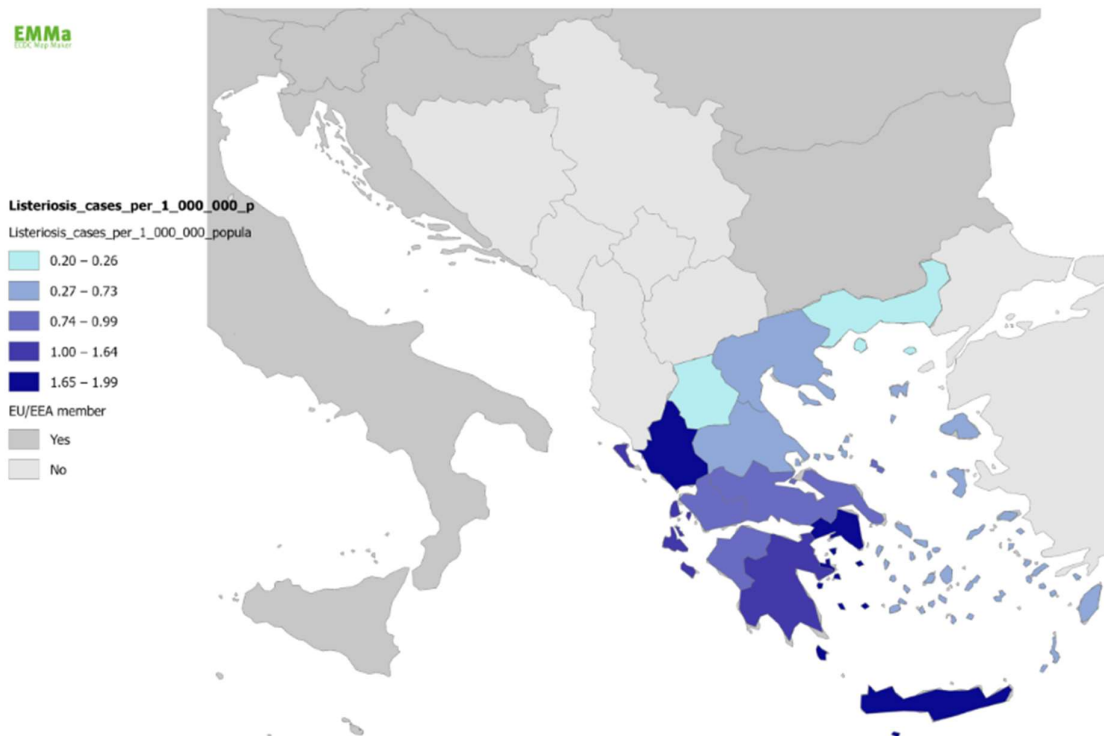 EMMa
ECDC Map Maker
Listeriosis_cases_per_1_000_000_p
Listeriosis_cases_per_1_000_000_popula
0.20 – 0.26
0.27 – 0.73
0.74 – 0.99
1.00 – 1.64
1.65 – 1.99
EU/EEA member
Yes
No